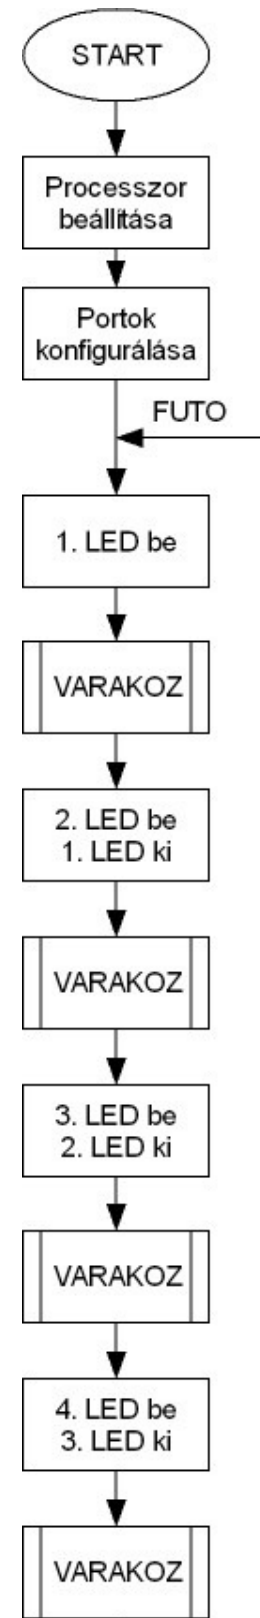 START
Processzor
beállítása
Portok
konfigurálása
FUTO
1. LED be
VARAKOZ
2. LED be
1. LED ki
VARAKOZ
3. LED be
2. LED ki
VARAKOZ
4. LED be
3. LED ki
VARAKOZ